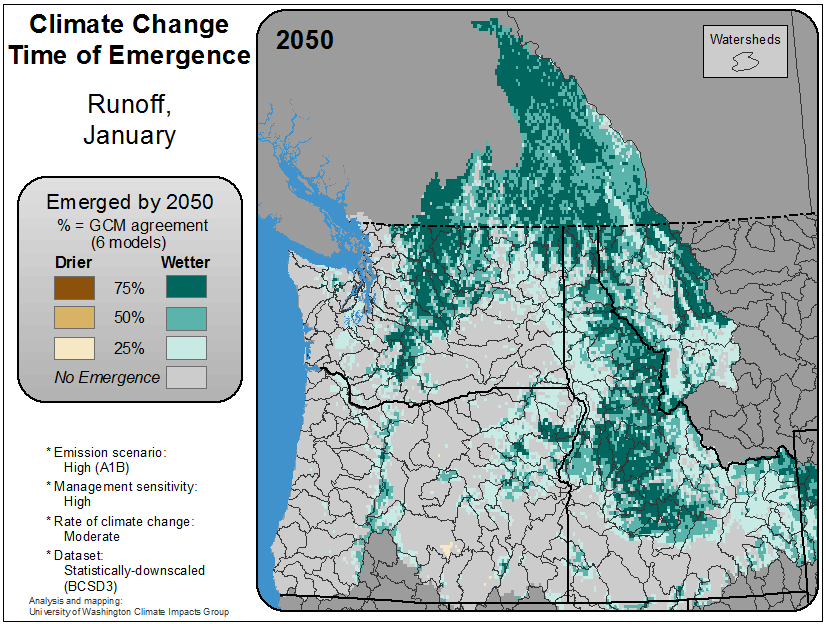 Climate Change
Time of Emergence
Runoff,
January
Emerged by 2050
% = GCM agreement
(6 models)
Drier Wetter
75%
50%
25%
No Emergence
* Emission scenario:
High (A1B)
* Management sensitivity:
High
* Rate of climate change:
Moderate
* Dataset:
Statistically-downscaled
(BCSD3)
Analysis and mapping:
University of Washington Climate Impacts Group
2050
Watersheds